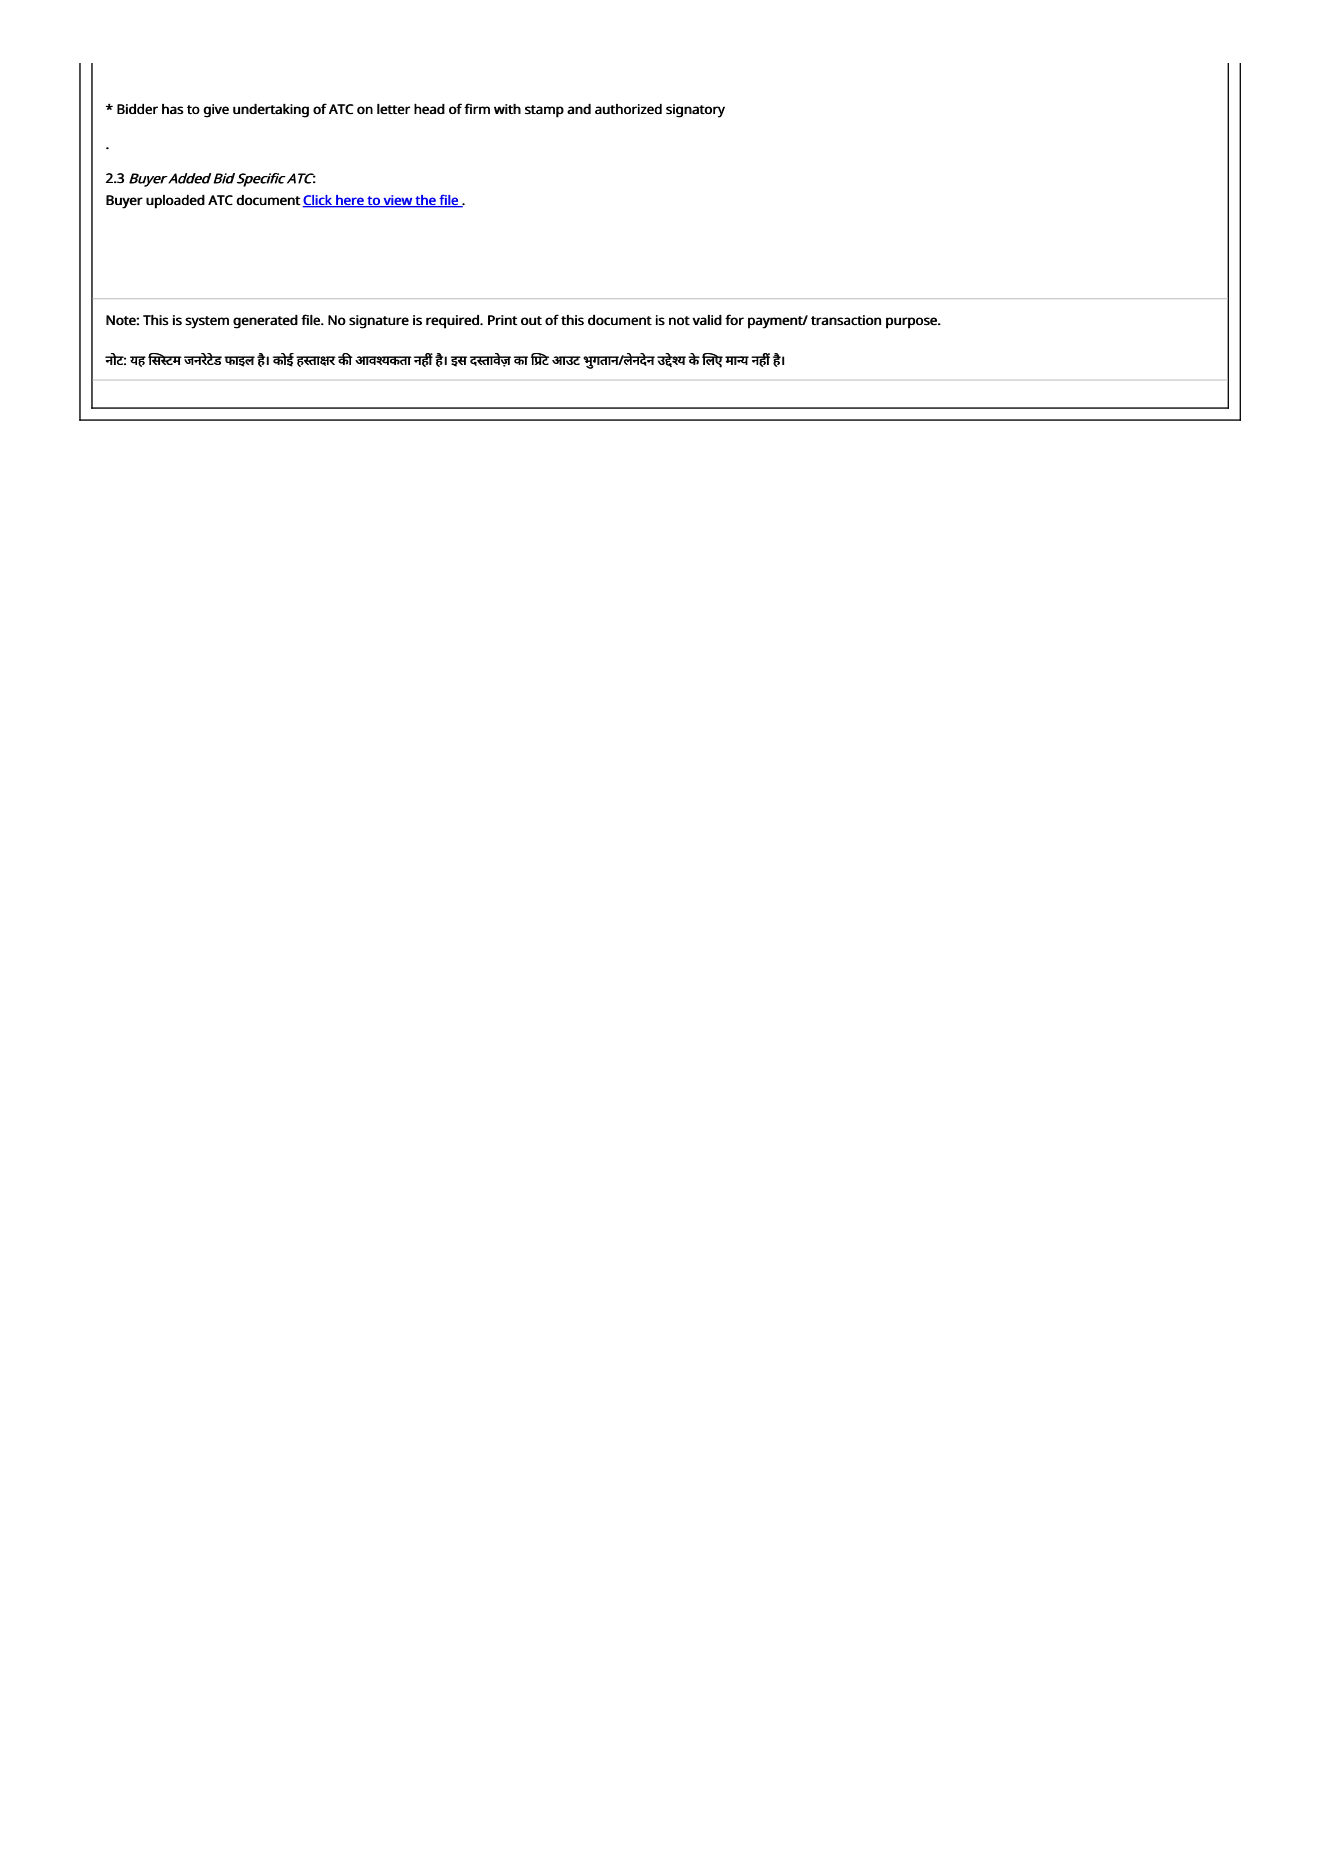 * Bidder has to give undertaking of ATC on letter head of firm with stamp and authorized signatory
.
2.3 Buyer Added Bid Specific ATC:
Buyer uploaded ATC document Click here to view the file .
Note: This is system generated file. No signature is required. Print out of this document is not valid for payment/ transaction purpose.
नोट: यह सिस्टम जनरेटेड फाइल है। कोई हस्ताक्षर की आवश्यकता नहीं है। इस दस्तावेज़ का प्रिंट आउट भुगतान/लेनदेन उद्देश्य के लिए मान्य नहीं है।